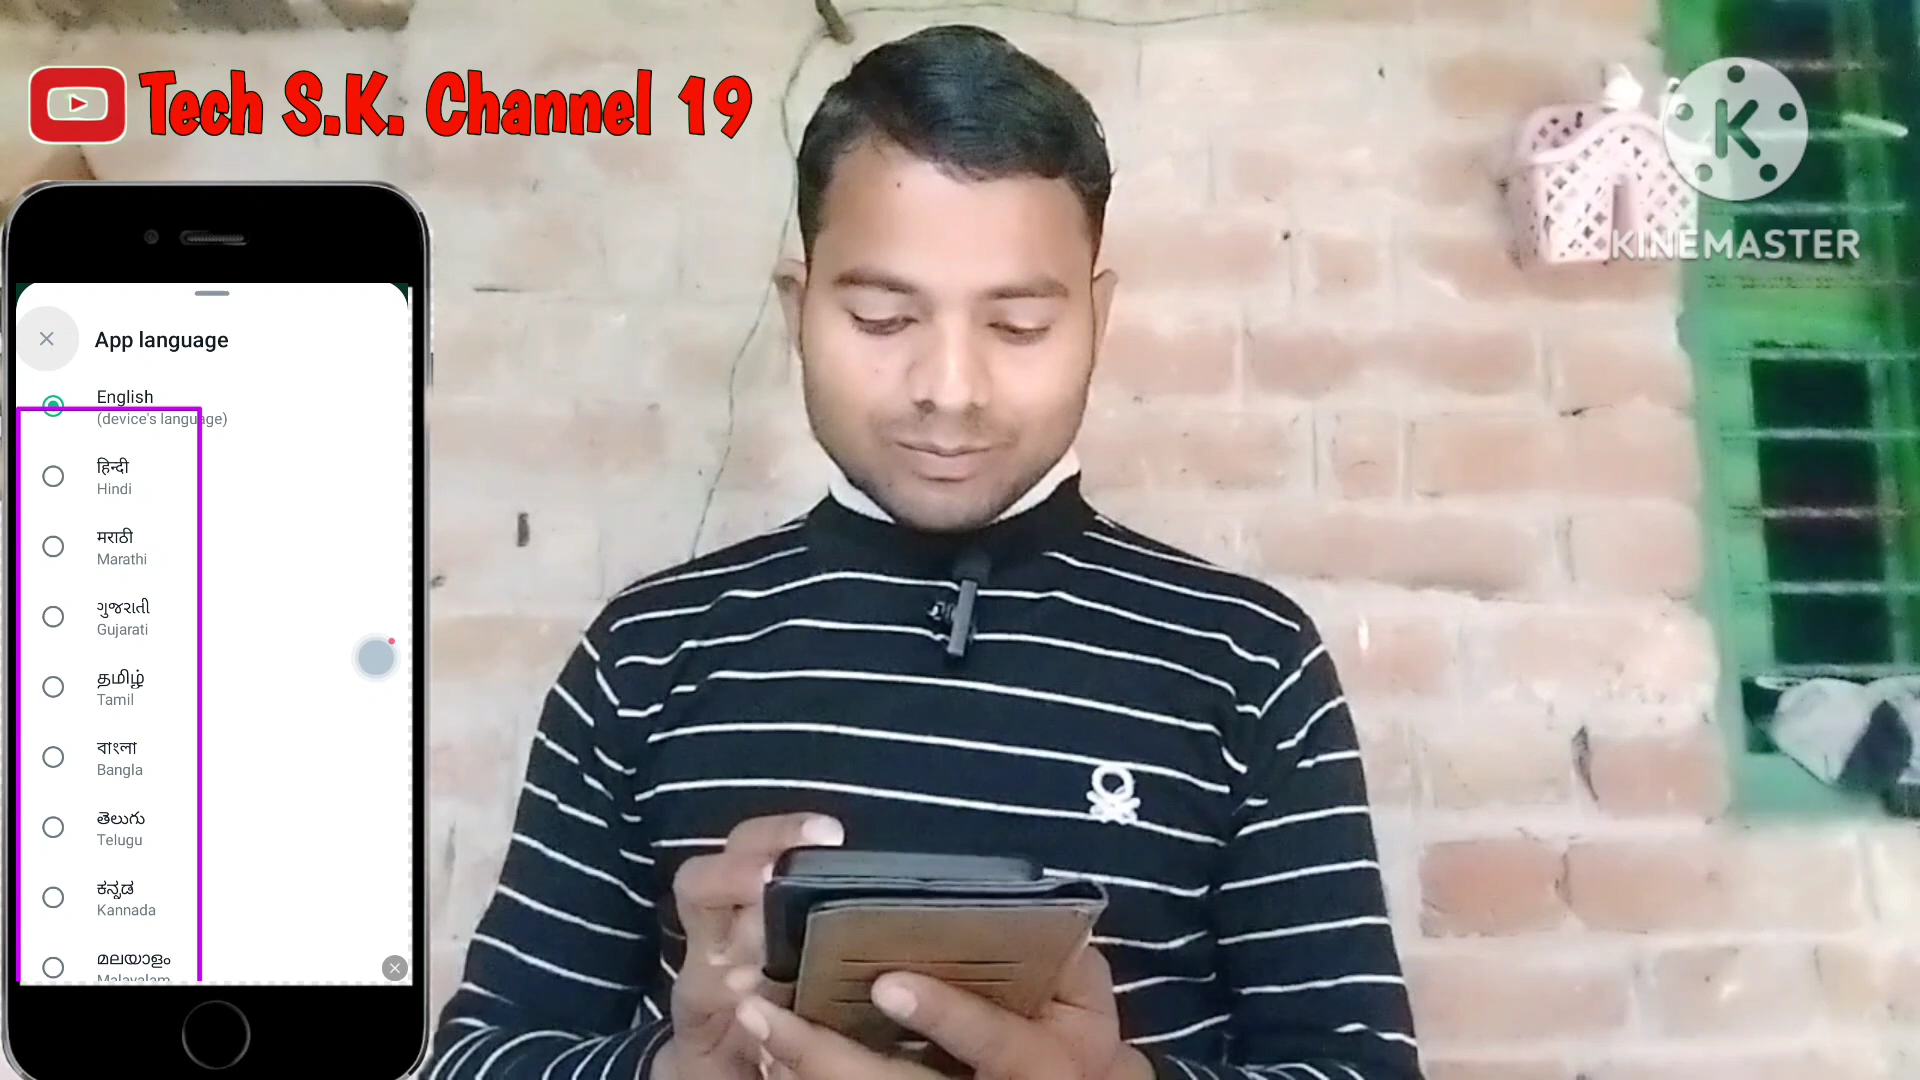 Tech S.K. Channel 19
K
KINEMASTER
App language
English
(device's language)
हिन्दी
Hindi
मराठी
Marathi
ગુજરાતી
Gujarati
தமிழ்
Tamil
বাংলা
Bangla
తెలుగు
Telugu
ಕನ್ನಡ
Kannada
മലയാളം
Malayalam